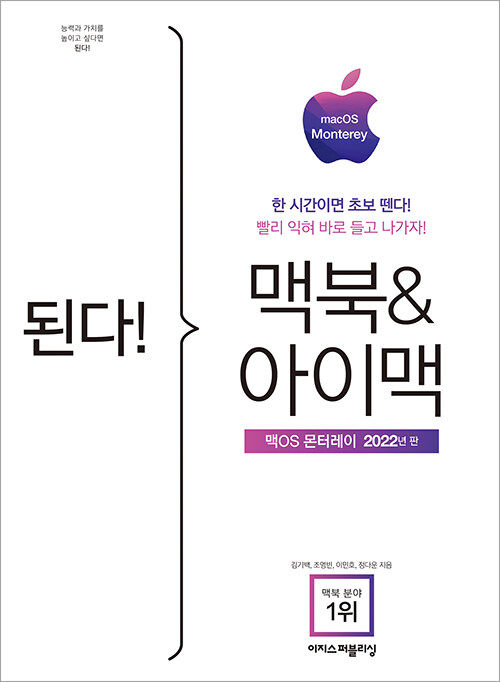 능력과 가치를
높이고 싶다면
된다!
macOS
Monterey
한 시간이면 초보 뗀다!
빨리 익혀 바로 들고 나가자!
된다!
맥북&
아이맥
맥OS 몬터레이 2022년 판
김기백, 조영빈, 이민호, 정다운 지음
맥북 분야
1위
이지스퍼블리싱